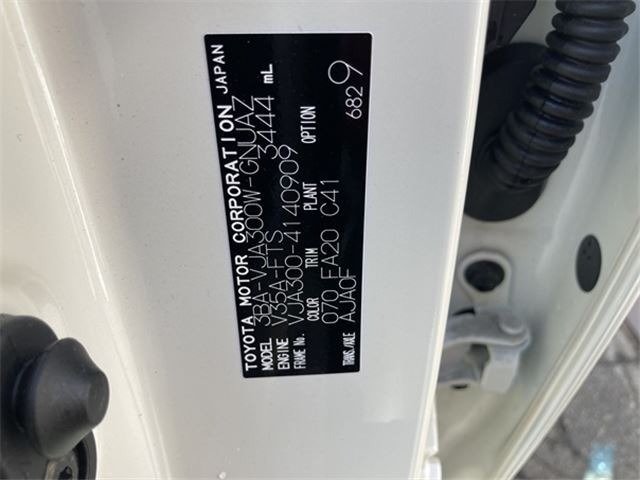 TOYOTA MOTOR CORPORATION JAPAN
MODEL 3BA-VJA300W-GNUAZ
ENGINE V35A-FTS 3444 mL
FRAME No. VJA300-4140909
COLOR TRIM PLANT OPTION
070 EA20 C41
TRANS./AXLE AJA0F
6829